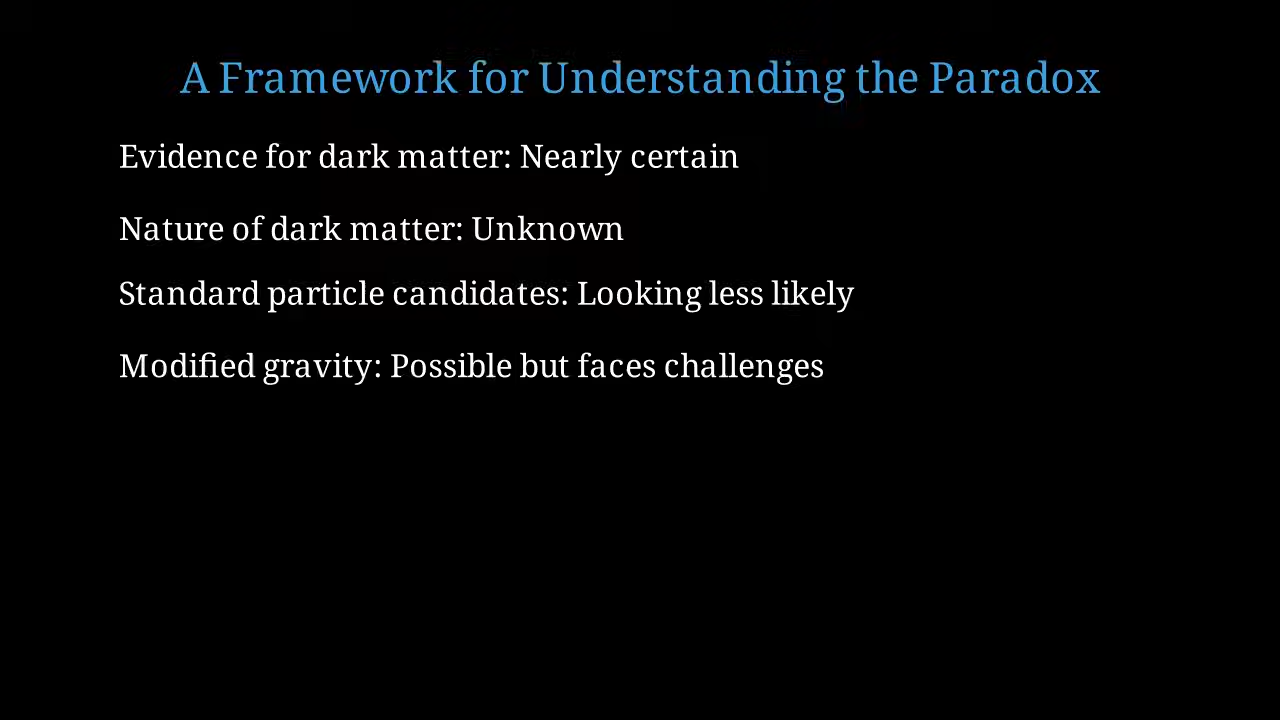 A Framework for Understanding the Paradox
Evidence for dark matter: Nearly certain
Nature of dark matter: Unknown
Standard particle candidates: Looking less likely
Modified gravity: Possible but faces challenges